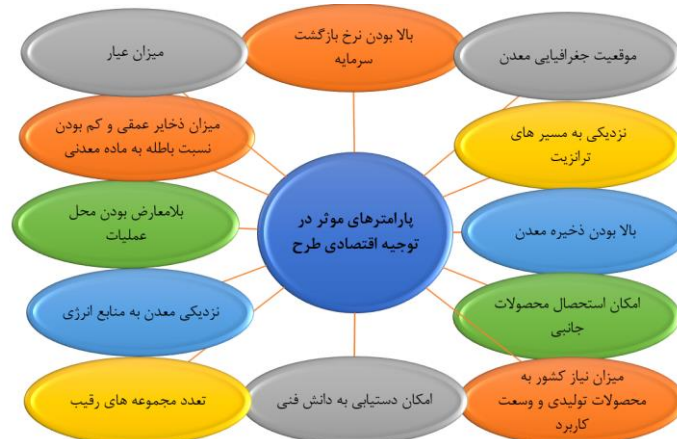 بالا بودن نرخ بازگشت
سرمایه
موقعیت جغرافیایی معدن
نزدیکی به مسیر های
ترانزیت
بالا بودن ذخیره معدن
امکان استحصال محصولات
جانبی
میزان نیاز کشور به
محصولات تولیدی و وسعت
کاربرد
امکان دستیابی به دانش فنی
تعدد مجموعه های رقیب
نزدیکی معدن به منابع انرژی
بلامعارض بودن محل
عملیات
میزان ذخایر عمقی و کم بودن
نسبت باطله به ماده معدنی
میزان عیار
پارامترهای موثر در
توجیه اقتصادی طرح